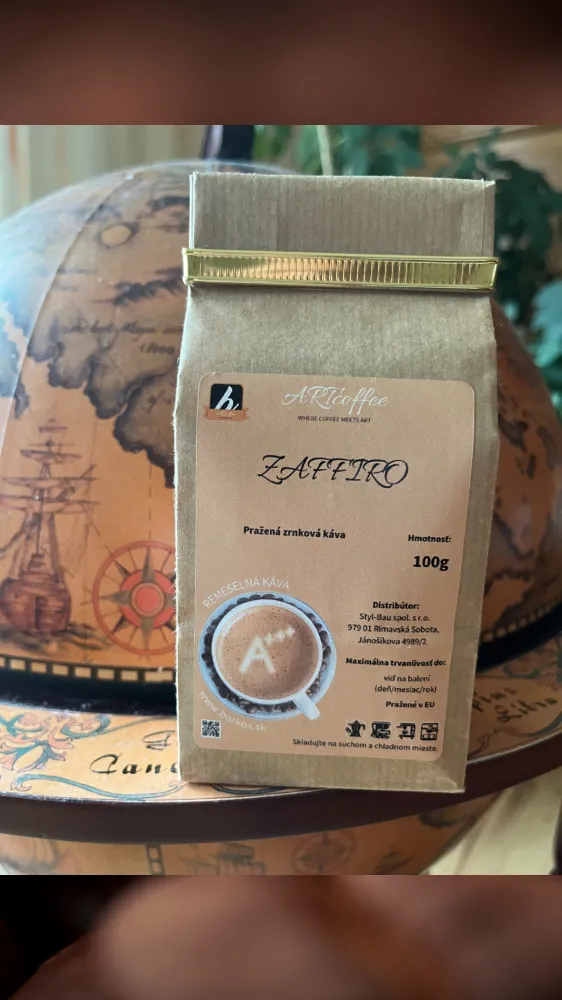 ARTcoffee
WHERE COFFEE MEETS ART
ZAFFIRO
Pražená zrnková káva
Hmotnosť:
100g
REMESELNÁ KÁVA
A+++
www.horkos.sk
Distribútor:
Styl-Bau spol. s r.o.
979 01 Rimavská Sobota,
Jánošíkova 4989/2.
Maximálna trvanlivosť do:
viď na balení
(deň/mesiac/rok)
Pražené v EU
Skladujte na suchom a chladnom mieste.